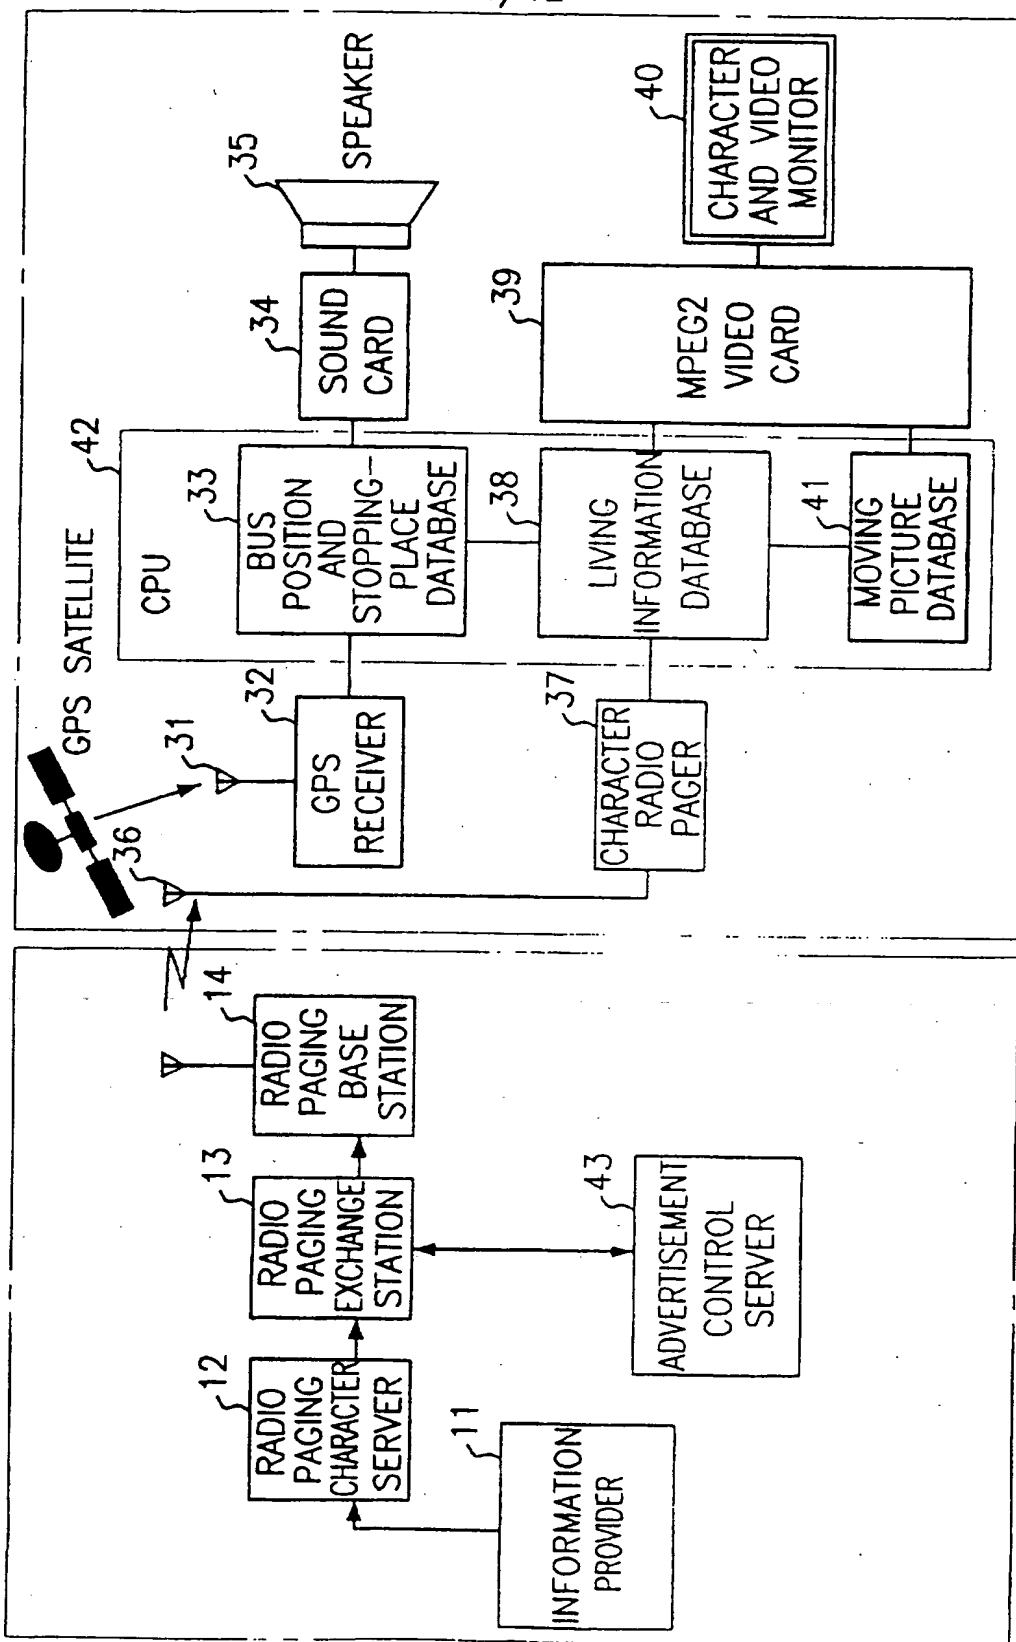 GPS SATELLITE
36
31
32
GPS
RECEIVER
42
CPU
33
BUS
POSITION
AND
STOPPING-
PLACE
DATABASE
34
SOUND
CARD
35
SPEAKER
37
CHARACTER
RADIO
PAGER
38
LIVING
INFORMATION
DATABASE
39
MPEG2
VIDEO
CARD
40
CHARACTER
AND VIDEO
MONITOR
41
MOVING
PICTURE
DATABASE
11
INFORMATION
PROVIDER
12
RADIO
PAGING
CHARACTER
SERVER
13
RADIO
PAGING
EXCHANGE
STATION
14
RADIO
PAGING
BASE
STATION
43
ADVERTISEMENT
CONTROL
SERVER